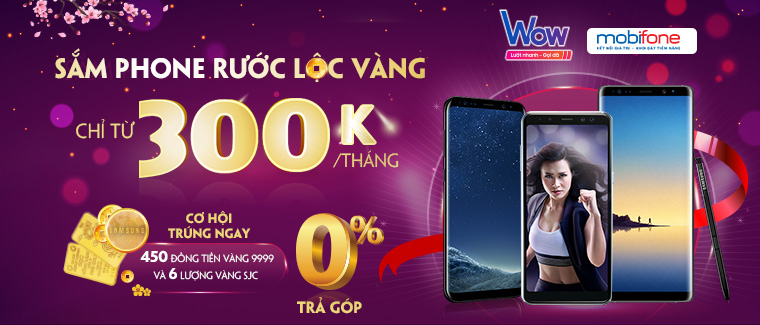 Wow
Lướt nhanh - Gọi đã
mobifone
KẾT NỐI GIÁ TRỊ - KHƠI DẬY TIỀM NĂNG
SẮM PHONE RƯỚC LỘC VÀNG
CHỈ TỪ
300K
/THÁNG
CƠ HỘI
TRÚNG NGAY
SAMSUNG
450 ĐỒNG TIỀN VÀNG 9999
VÀ 6 LƯỢNG VÀNG SJC
0%
TRẢ GÓP
SAMSUNG